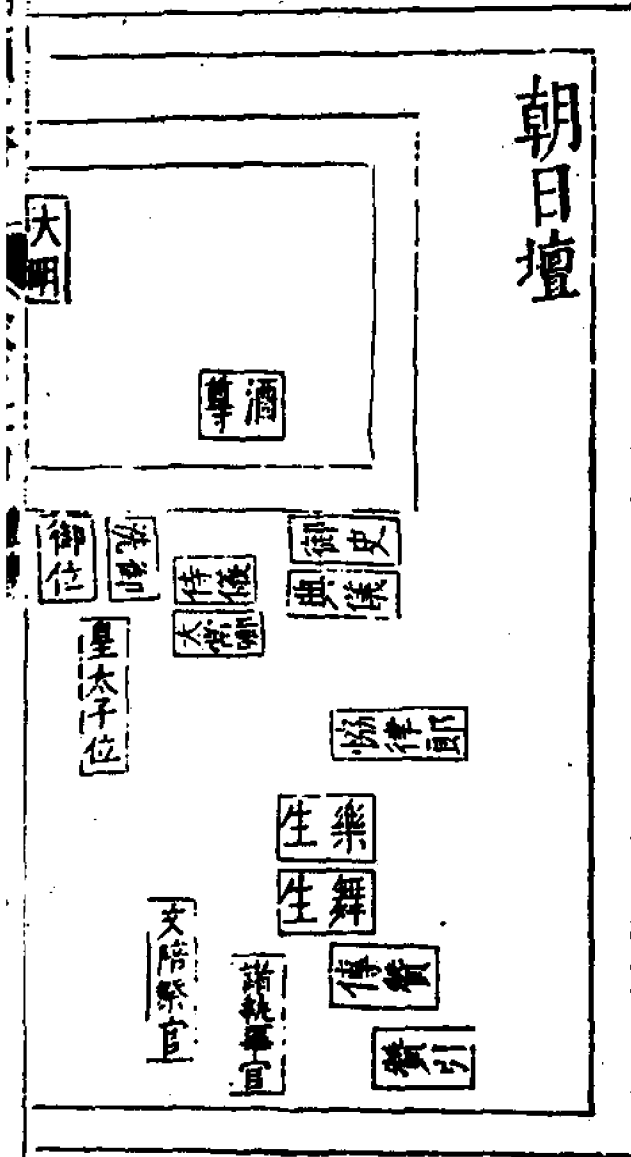 朝日壇
大明
酒尊
御史
典儀
侍儀
太常卿
御位
皇太子位
恊律郎
樂生
舞生
傳贊
贊引
諸執事官
文陪祭官